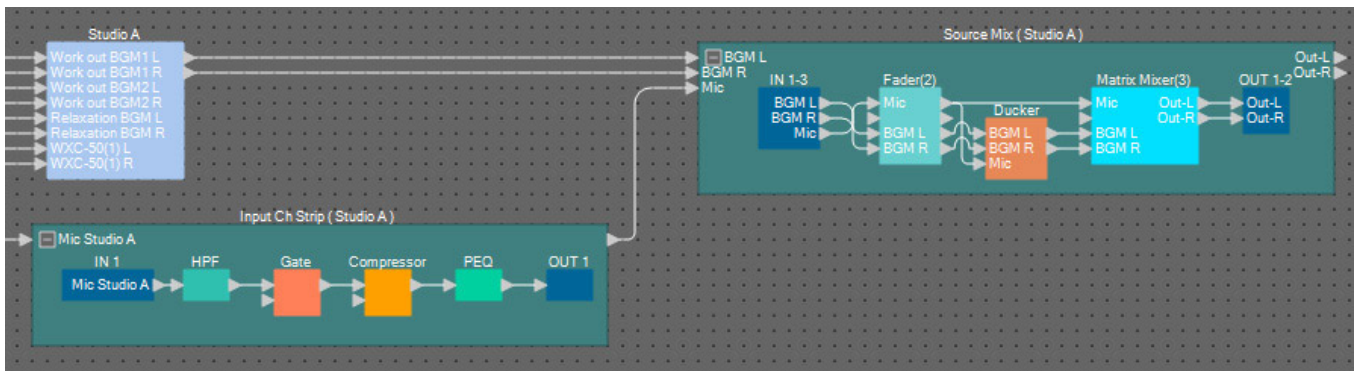 Studio A
Work out BGM1 L
Work out BGM1 R
Work out BGM2 L
Work out BGM2 R
Relaxation BGM L
Relaxation BGM R
WXC-50(1) L
WXC-50(1) R
Source Mix ( Studio A )
BGM L
BGM R
Mic
IN 1-3
BGM L
BGM R
Mic
Fader(2)
Mic
BGM L
BGM R
Ducker
BGM L
BGM R
Mic
Matrix Mixer(3)
Mic Out-L
Out-R
BGM L
BGM R
OUT 1-2
Out-L
Out-R
Out-L
Out-R
Input Ch Strip ( Studio A )
Mic Studio A
IN 1
Mic Studio A
HPF
Gate
Compressor
PEQ
OUT 1